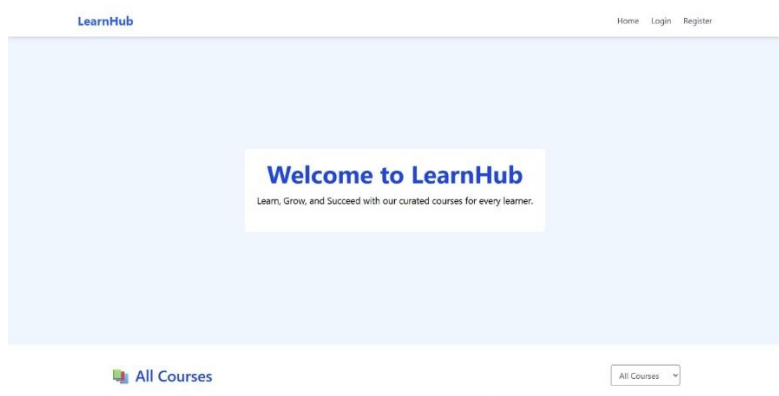 LearnHub
Home Login Register
Welcome to LearnHub
Learn, Grow, and Succeed with our curated courses for every learner.
All Courses
All Courses